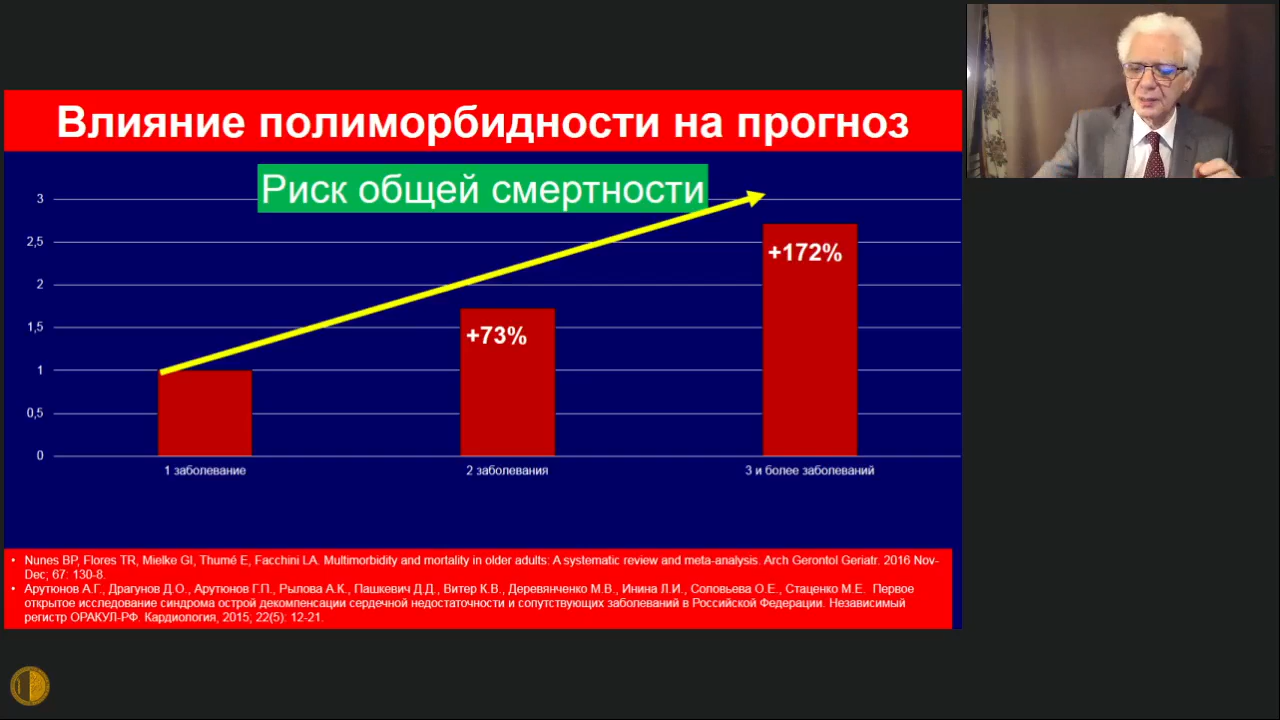 Влияние полиморбидности на прогноз
Риск общей смертности
3
2,5
2
1,5
1
0,5
0
+73%
+172%
1 заболевание
2 заболевания
3 и более заболеваний
• Nunes BP, Flores TR, Mielke GI, Thumé E, Facchini LA. Multimorbidity and mortality in older adults: A systematic review and meta-analysis. Arch Gerontol Geriatr. 2016 Nov-
Dec; 67: 130-8.
• Арутюнов А.Г., Драгунов Д.О., Арутюнов Г.П., Рылова А.К., Пашкевич Д.Д., Витер К.В., Деревянченко М.В., Инина Л.И., Соловьева О.Е., Стаценко М.Е. Первое
открытое исследование синдрома острой декомпенсации сердечной недостаточности и сопутствующих заболеваний в Российской Федерации. Независимый
регистр ОРАКУЛ-РФ. Кардиология, 2015; 22(5): 12-21.